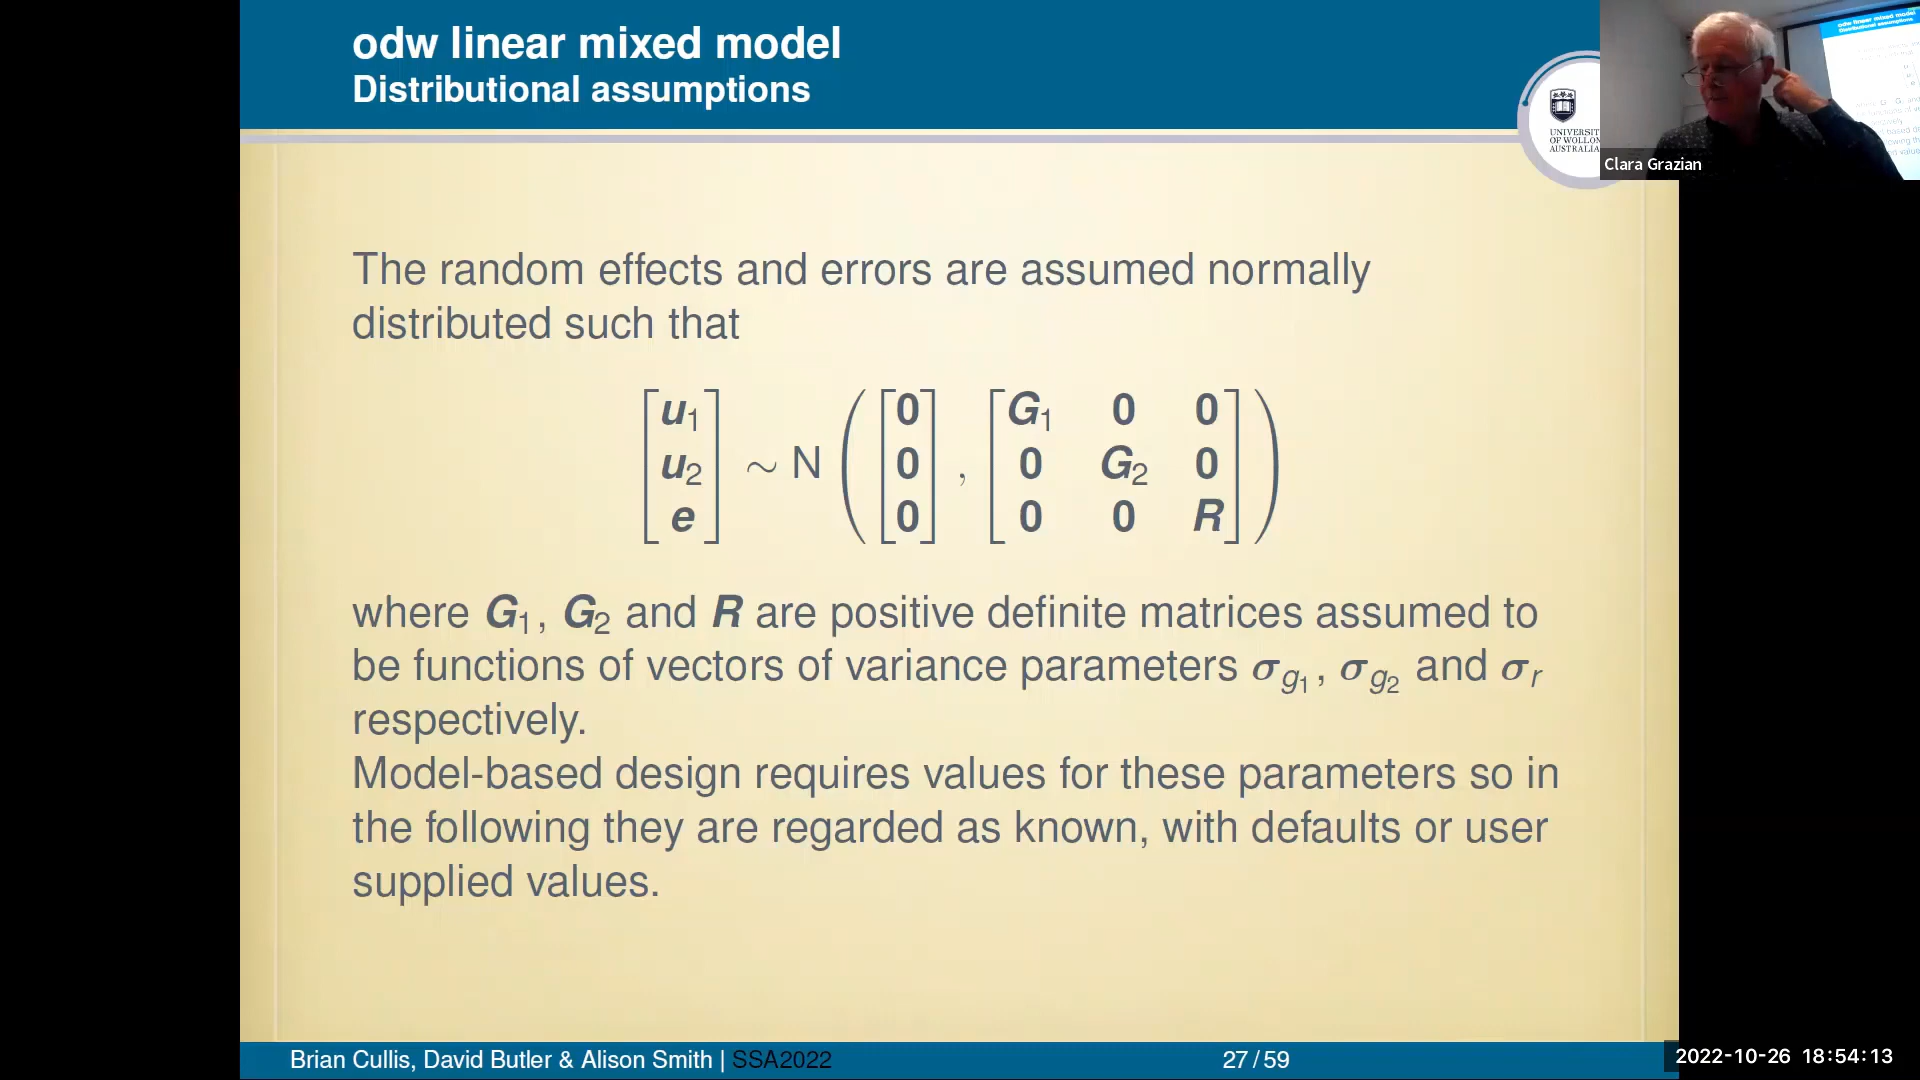 odw linear mixed model
Distributional assumptions
UNIVERSITY
OF WOLLON
AUSTRALIA
Clara Grazian
The random effects and errors are assumed normally
distributed such that
[u₁ u₂ e] ∼ N ([0 0 0], [G₁ 0 0; 0 G₂ 0; 0 0 R])
where G₁, G₂ and R are positive definite matrices assumed to
be functions of vectors of variance parameters σ_g₁, σ_g₂ and σ_r
respectively.
Model-based design requires values for these parameters so in
the following they are regarded as known, with defaults or user
supplied values.
Brian Cullis, David Butler & Alison Smith | SSA2022
27 / 59
2022-10-26 18:54:13